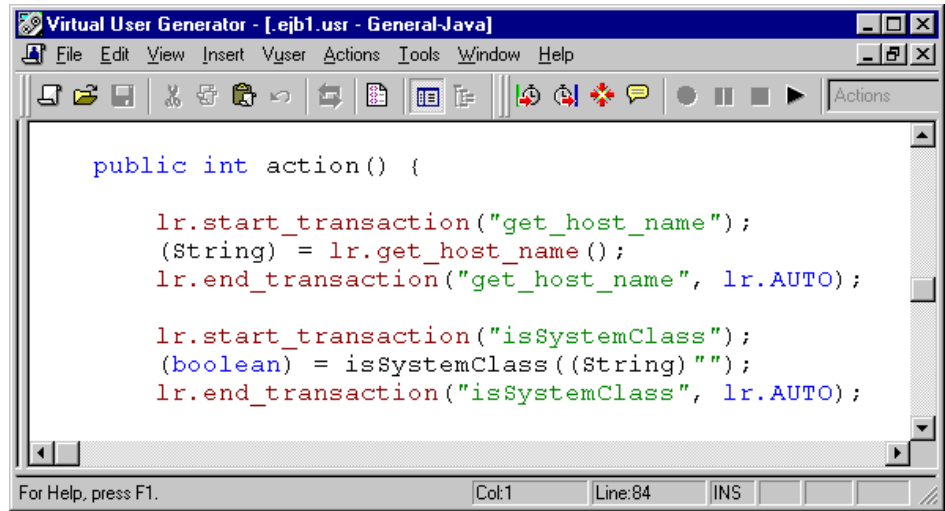 Virtual User Generator - [.ejb1.usr - General-Java]
File Edit View Insert Vuser Actions Tools Window Help
Actions
public int action() {
lr.start_transaction("get_host_name");
(String) = lr.get_host_name();
lr.end_transaction("get_host_name", lr.AUTO);
lr.start_transaction("isSystemClass");
(boolean) = isSystemClass((String)"");
lr.end_transaction("isSystemClass", lr.AUTO);
For Help, press F1. Col:1 Line:84 INS